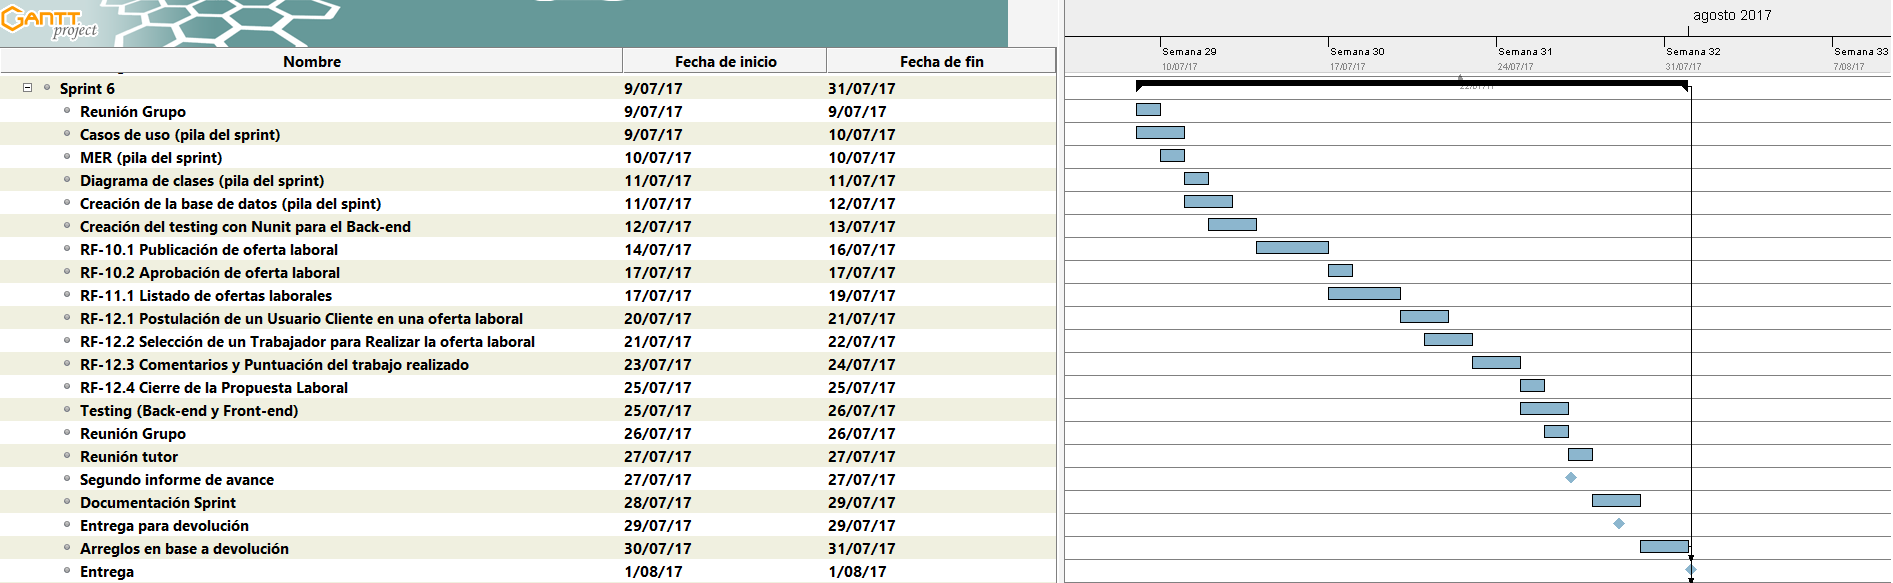 GANTT
project
agosto 2017
Semana 29
Semana 30
Semana 31
Semana 32
Semana 33
10/07/17
17/07/17
24/07/17
31/07/17
7/08/17
22/07/17
Nombre Fecha de inicio Fecha de fin
Sprint 6 9/07/17 31/07/17
Reunión Grupo 9/07/17 9/07/17
Casos de uso (pila del sprint) 9/07/17 10/07/17
MER (pila del sprint) 10/07/17 10/07/17
Diagrama de clases (pila del sprint) 11/07/17 11/07/17
Creación de la base de datos (pila del spint) 11/07/17 12/07/17
Creación del testing con Nunit para el Back-end 12/07/17 13/07/17
RF-10.1 Publicación de oferta laboral 14/07/17 16/07/17
RF-10.2 Aprobación de oferta laboral 17/07/17 17/07/17
RF-11.1 Listado de ofertas laborales 17/07/17 19/07/17
RF-12.1 Postulación de un Usuario Cliente en una oferta laboral 20/07/17 21/07/17
RF-12.2 Selección de un Trabajador para Realizar la oferta laboral 21/07/17 22/07/17
RF-12.3 Comentarios y Puntuación del trabajo realizado 23/07/17 24/07/17
RF-12.4 Cierre de la Propuesta Laboral 25/07/17 25/07/17
Testing (Back-end y Front-end) 25/07/17 26/07/17
Reunión Grupo 26/07/17 26/07/17
Reunión tutor 27/07/17 27/07/17
Segundo informe de avance 27/07/17 27/07/17
Documentación Sprint 28/07/17 29/07/17
Entrega para devolución 29/07/17 29/07/17
Arreglos en base a devolución 30/07/17 31/07/17
Entrega 1/08/17 1/08/17